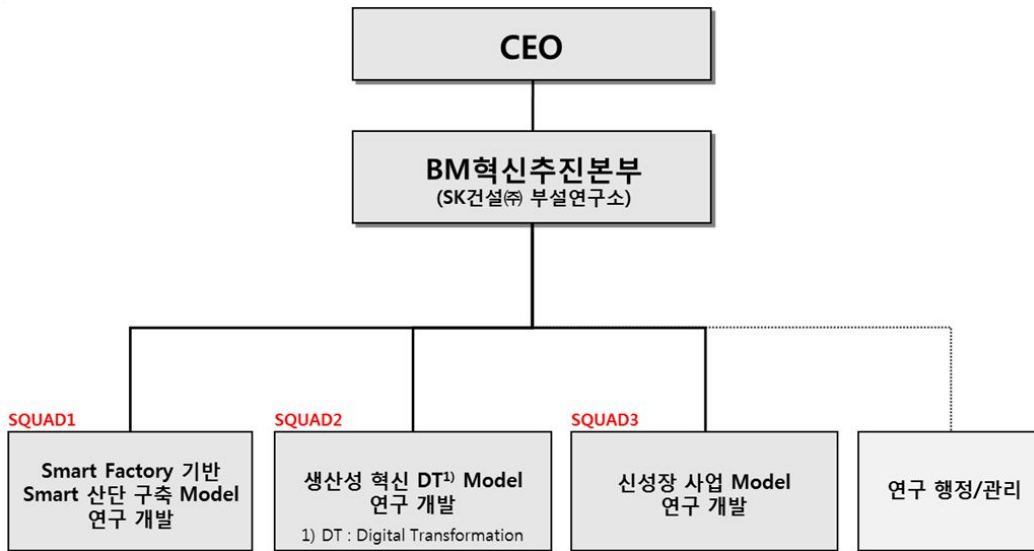 CEO
BM혁신추진본부
(SK건설㈜ 부설연구소)
SQUAD1
Smart Factory 기반
Smart 산단 구축 Model
연구 개발
SQUAD2
생산성 혁신 DT¹⁾ Model
연구 개발
1) DT : Digital Transformation
SQUAD3
신성장 사업 Model
연구 개발
연구 행정/관리